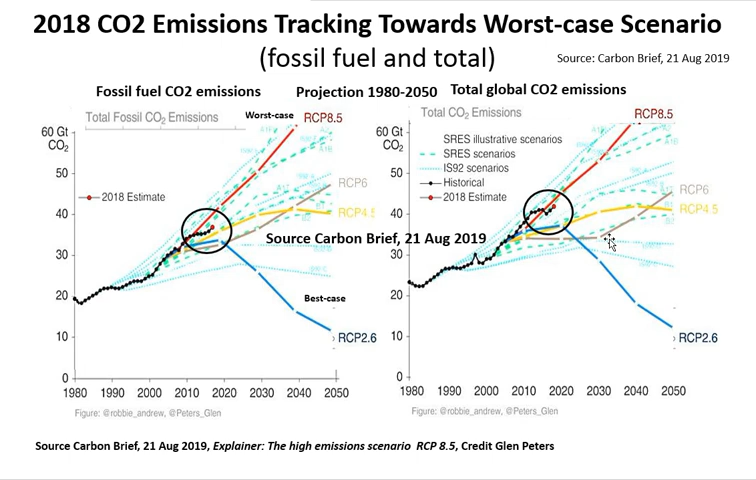 2018 CO2 Emissions Tracking Towards Worst-case Scenario
(fossil fuel and total)
Source: Carbon Brief, 21 Aug 2019
Fossil fuel CO2 emissions
Projection 1980-2050
Total global CO2 emissions
Total Fossil CO2 Emissions
Worst-case
RCP8.5
60 Gt
CO2
50
40
30
20
10
0
2018 Estimate
RCP6
RCP4.5
Best-case
RCP2.6
1980
1990
2000
2010
2020
2030
2040
2050
Figure: @robbie_andrew, @Peters_Glen
Source Carbon Brief, 21 Aug 2019
Total CO2 Emissions
RCP8.5
60 Gt
CO2
50
40
30
20
10
0
SRES illustrative scenarios
SRES scenarios
IS92 scenarios
Historical
2018 Estimate
RCP6
RCP4.5
RCP2.6
1980
1990
2000
2010
2020
2030
2040
2050
Figure: @robbie_andrew, @Peters_Glen
Source Carbon Brief, 21 Aug 2019, Explainer: The high emissions scenario RCP 8.5, Credit Glen Peters